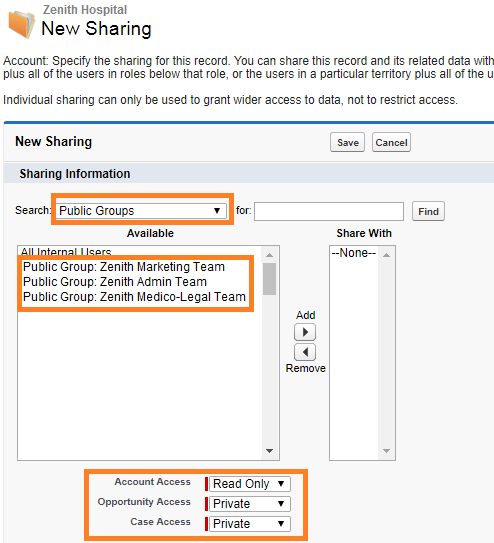 Zenith Hospital
New Sharing
Account: Specify the sharing for this record. You can share this record and its related data with
plus all of the users in roles below that role, or the users in a particular territory plus all of the u
Individual sharing can only be used to grant wider access to data, not to restrict access.
New Sharing Save Cancel
Sharing Information
Search: Public Groups for: Find
Available Share With
All Internal Users --None--
Public Group: Zenith Marketing Team
Public Group: Zenith Admin Team
Public Group: Zenith Medico-Legal Team
Add
Remove
Account Access Read Only
Opportunity Access Private
Case Access Private